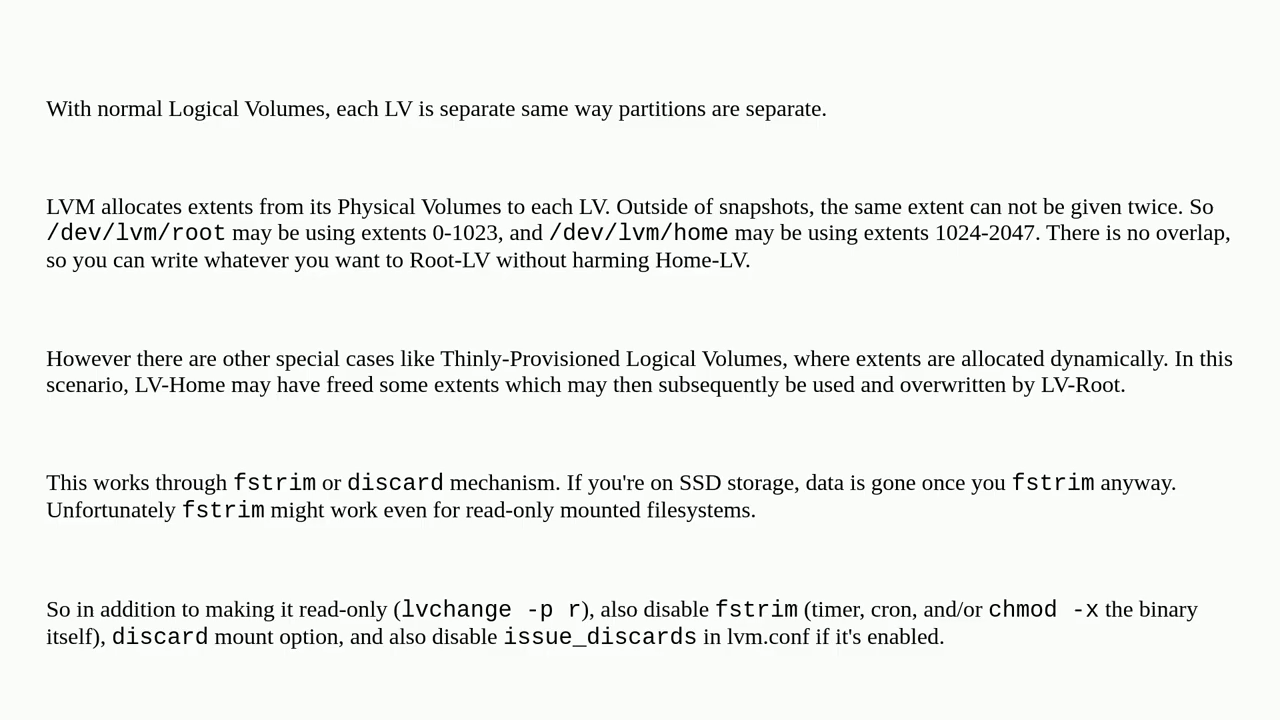 With normal Logical Volumes, each LV is separate same way partitions are separate.
LVM allocates extents from its Physical Volumes to each LV. Outside of snapshots, the same extent can not be given twice. So
/dev/lvm/root may be using extents 0-1023, and /dev/lvm/home may be using extents 1024-2047. There is no overlap,
so you can write whatever you want to Root-LV without harming Home-LV.
However there are other special cases like Thinly-Provisioned Logical Volumes, where extents are allocated dynamically. In this
scenario, LV-Home may have freed some extents which may then subsequently be used and overwritten by LV-Root.
This works through fstrim or discard mechanism. If you're on SSD storage, data is gone once you fstrim anyway.
Unfortunately fstrim might work even for read-only mounted filesystems.
So in addition to making it read-only (lvchange -p r), also disable fstrim (timer, cron, and/or chmod -x the binary
itself), discard mount option, and also disable issue_discards in lvm.conf if it's enabled.